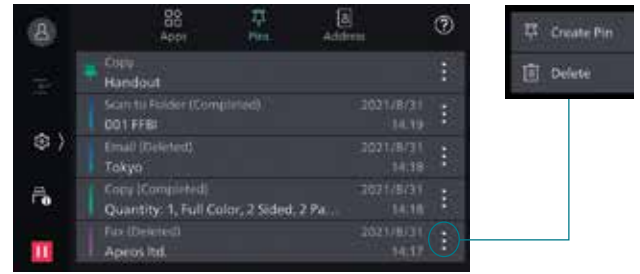 Apps
Pins
Address
Copy
Handout
Scan to Folder (Completed) 2021/8/31
001 FFBI 14:19
Email (Deleted) 2021/8/31
Tokyo 14:18
Copy (Completed) 2021/8/31
Quantity: 1, Full Color, 2 Sided, 2 Pa... 14:18
Fax (Deleted) 2021/8/31
Apeos ltd. 14:17
Create Pin
Delete